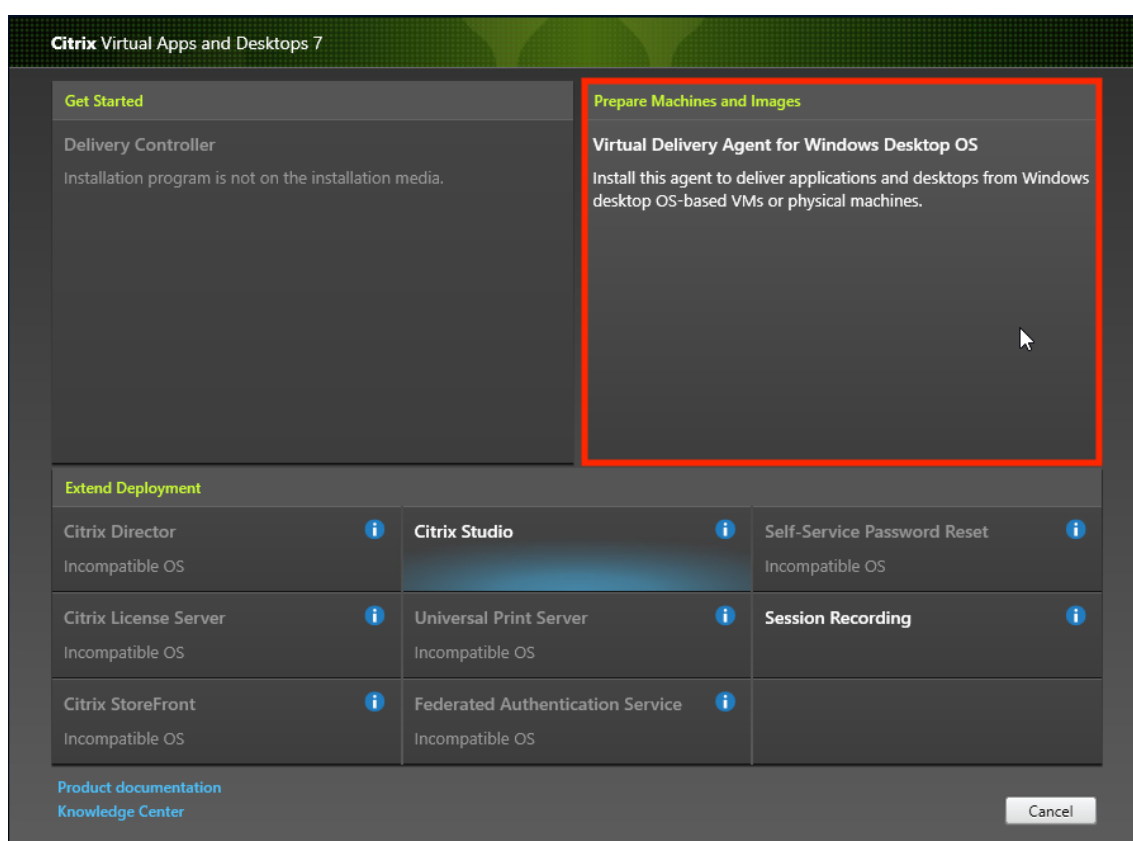 Citrix Virtual Apps and Desktops 7
Get Started
Delivery Controller
Installation program is not on the installation media.
Prepare Machines and Images
Virtual Delivery Agent for Windows Desktop OS
Install this agent to deliver applications and desktops from Windows
desktop OS-based VMs or physical machines.
Extend Deployment
Citrix Director
Incompatible OS
Citrix Studio
Self-Service Password Reset
Incompatible OS
Citrix License Server
Incompatible OS
Universal Print Server
Incompatible OS
Session Recording
Citrix StoreFront
Incompatible OS
Federated Authentication Service
Incompatible OS
Product documentation
Knowledge Center
Cancel